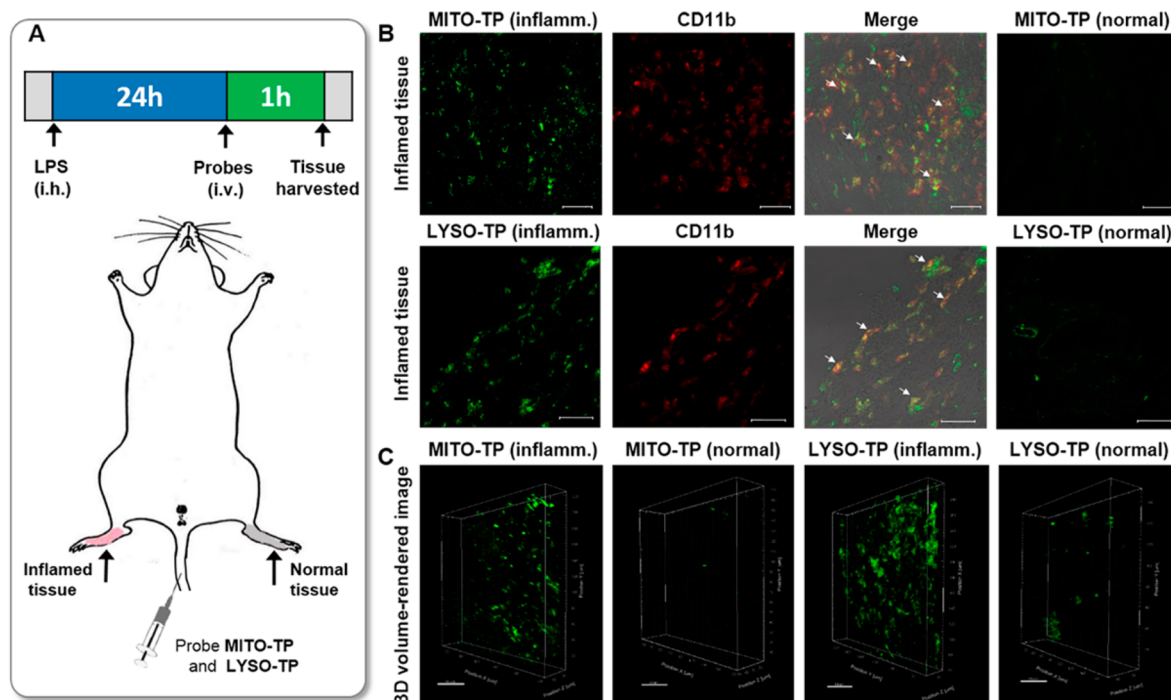 A
24h
1h
LPS
(i.h.)
Probes
(i.v.)
Tissue
harvested
Inflamed
tissue
Normal
tissue
Probe MITO-TP
and LYSO-TP
B
MITO-TP (inflamm.)
CD11b
Merge
MITO-TP (normal)
Inflamed tissue
LYSO-TP (inflamm.)
CD11b
Merge
LYSO-TP (normal)
Inflamed tissue
C
MITO-TP (inflamm.)
MITO-TP (normal)
LYSO-TP (inflamm.)
LYSO-TP (normal)
3D volume-rendered image